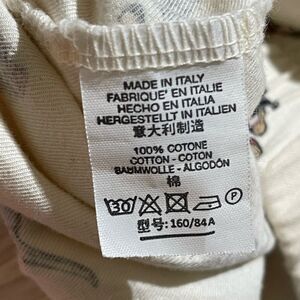 MADE IN ITALY
FABRIQUE' EN ITALIE
HECHO EN ITALIA
HERGESTELLT IN ITALIEN
意大利制造
100% COTONE
COTTON - COTON
BAUMWOLLE - ALGODÓN
棉
30 P
型号: 160/84A